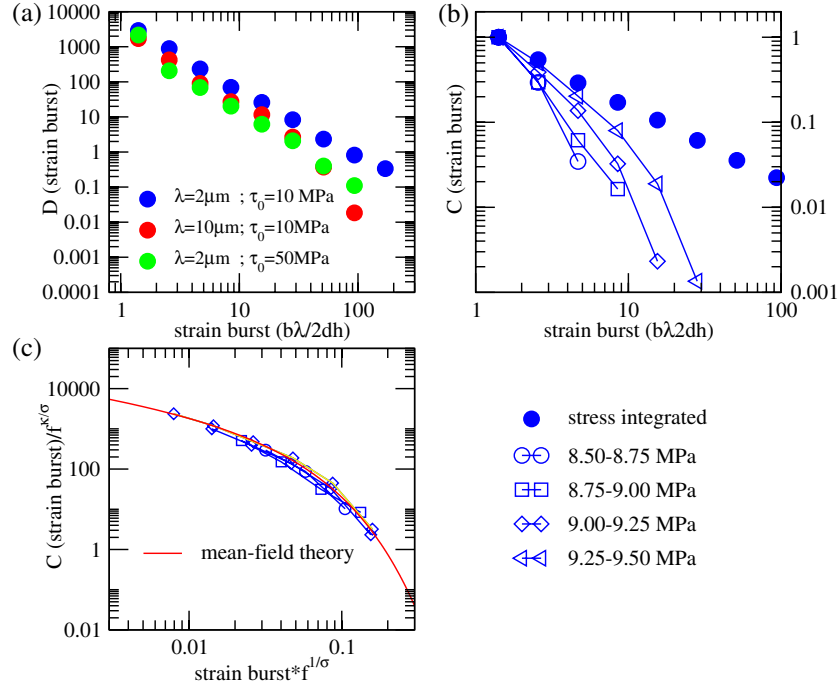 (a)
10000
1000
100
10
1
0.1
0.01
0.001
0.0001
D (strain burst)
λ=2μm ; τ₀=10 MPa
λ=10μm; τ₀=10MPa
λ=2μm ; τ₀=50MPa
1
10
100
strain burst (bλ/2dh)
(b)
1
0.1
0.01
0.001
0.0001
C (strain burst)
1
10
100
strain burst (bλ2dh)
(c)
10000
100
1
0.01
C (strain burst)/f^κ/σ
mean-field theory
0.01
0.1
strain burst*f^1/σ
stress integrated
8.50-8.75 MPa
8.75-9.00 MPa
9.00-9.25 MPa
9.25-9.50 MPa